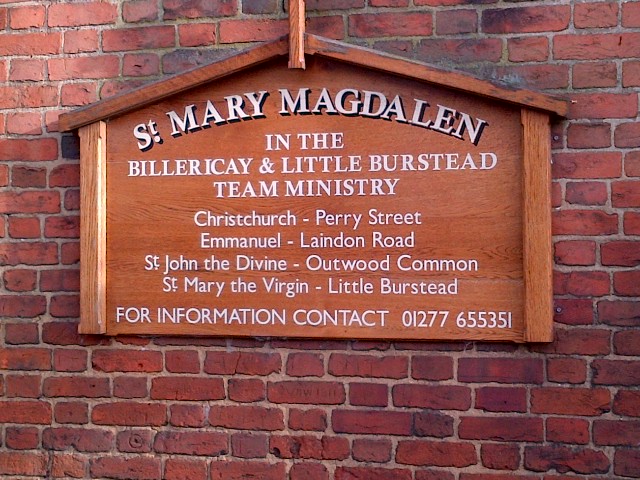 St. MARY MAGDALEN
IN THE
BILLERICAY & LITTLE BURSTEAD
TEAM MINISTRY
Christchurch - Perry Street
Emmanuel - Laindon Road
St John the Divine - Outwood Common
St Mary the Virgin - Little Burstead
FOR INFORMATION CONTACT 01277 655351